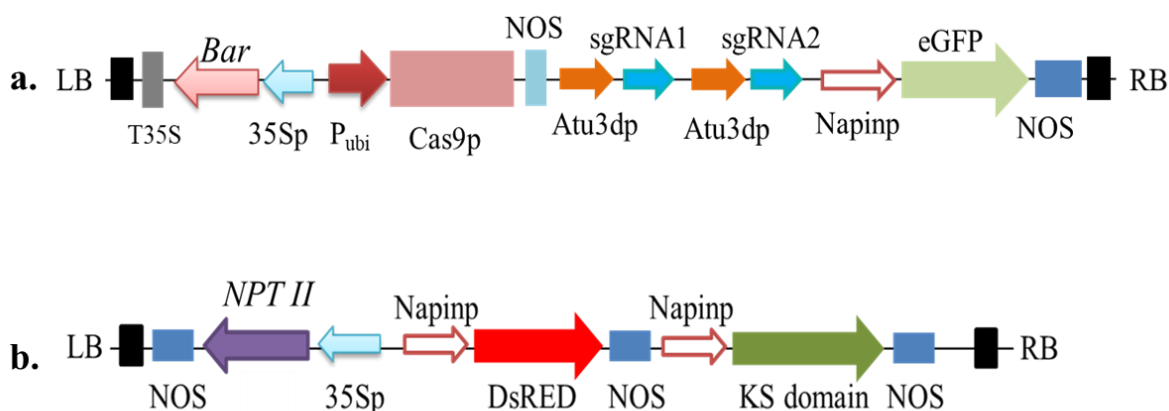 NOS
Bar sgRNA1 sgRNA2 eGFP
a. LB RB
T35S 35Sp Pubi Cas9p Atu3dp Atu3dp Napinp NOS
NPT II Napinp Napinp
b. LB RB
NOS 35Sp DsRED NOS KS domain NOS